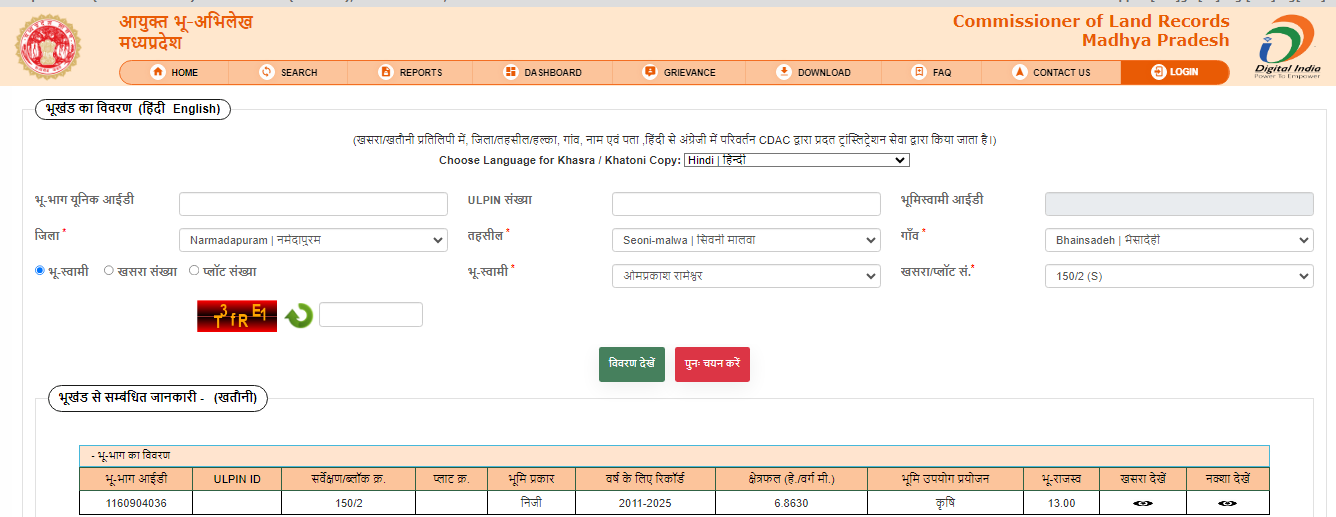 आयुक्त भू-अभिलेख
मध्यप्रदेश
Commissioner of Land Records
Madhya Pradesh
Digital India
Power To Empower
HOME SEARCH REPORTS DASHBOARD GRIEVANCE DOWNLOAD FAQ CONTACT US LOGIN
भूखंड का विवरण (हिंदी English)
(खसरा/खतौनी प्रतिलिपी में, जिला/तहसील/हल्का, गांव, नाम एवं पता ,हिंदी से अंग्रेजी में परिवर्तन CDAC द्वारा प्रदत ट्रांस्लिट्रेशन सेवा द्वारा किया जाता है।)
Choose Language for Khasra / Khatoni Copy: Hindi | हिन्दी
भू-भाग यूनिक आईडी ULPIN संख्या भूमिस्वामी आईडी
जिला * Narmadapuram | नर्मदापुरम तहसील * Seoni-malwa | सिवनी मालवा गाँव * Bhainsadeh | भैंसादेही
भू-स्वामी खसरा संख्या प्लॉट संख्या भू-स्वामी * ओमप्रकाश रामेश्वर खसरा/प्लॉट सं.* 150/2 (S)
T3fRE1
विवरण देखें पुनः चयन करें
भूखंड से सम्बंधित जानकारी - (खतौनी)
- भू-भाग का विवरण
भू-भाग आईडी ULPIN ID सर्वेक्षण/ब्लॉक क्र. प्लाट क्र. भूमि प्रकार वर्ष के लिए रिकॉर्ड क्षेत्रफल (हे./वर्ग मी.) भूमि उपयोग प्रयोजन भू-राजस्व खसरा देखें नक्शा देखें
1160904036 150/2 निजी 2011-2025 6.8630 कृषि 13.00